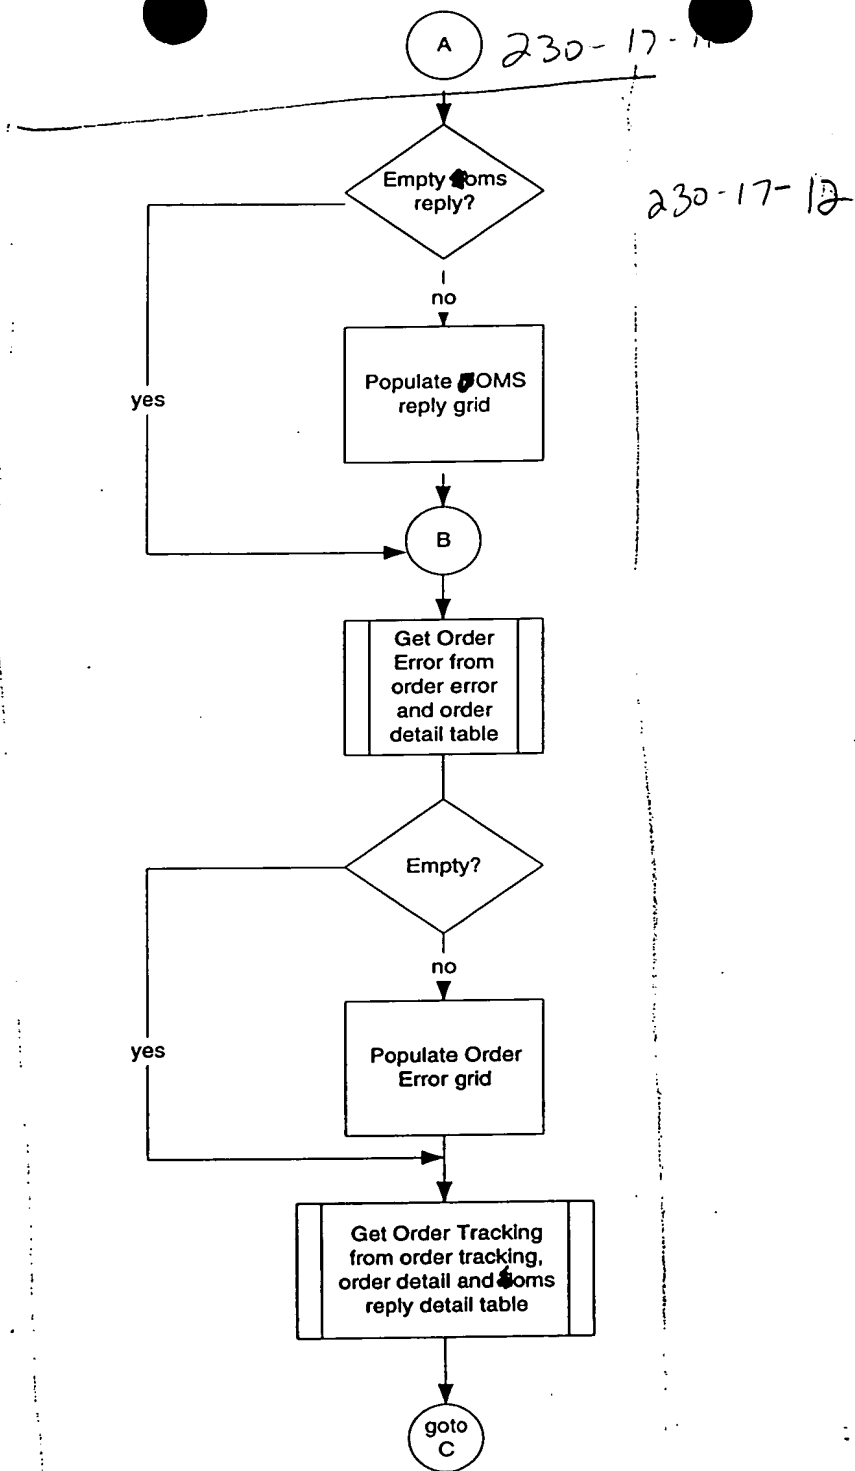 A 230-17-
Empty oms
reply?
230-17-12
no
Populate OMS
reply grid
yes
B
Get Order
Error from
order error
and order
detail table
Empty?
no
Populate Order
Error grid
yes
Get Order Tracking
from order tracking,
order detail and oms
reply detail table
goto
C